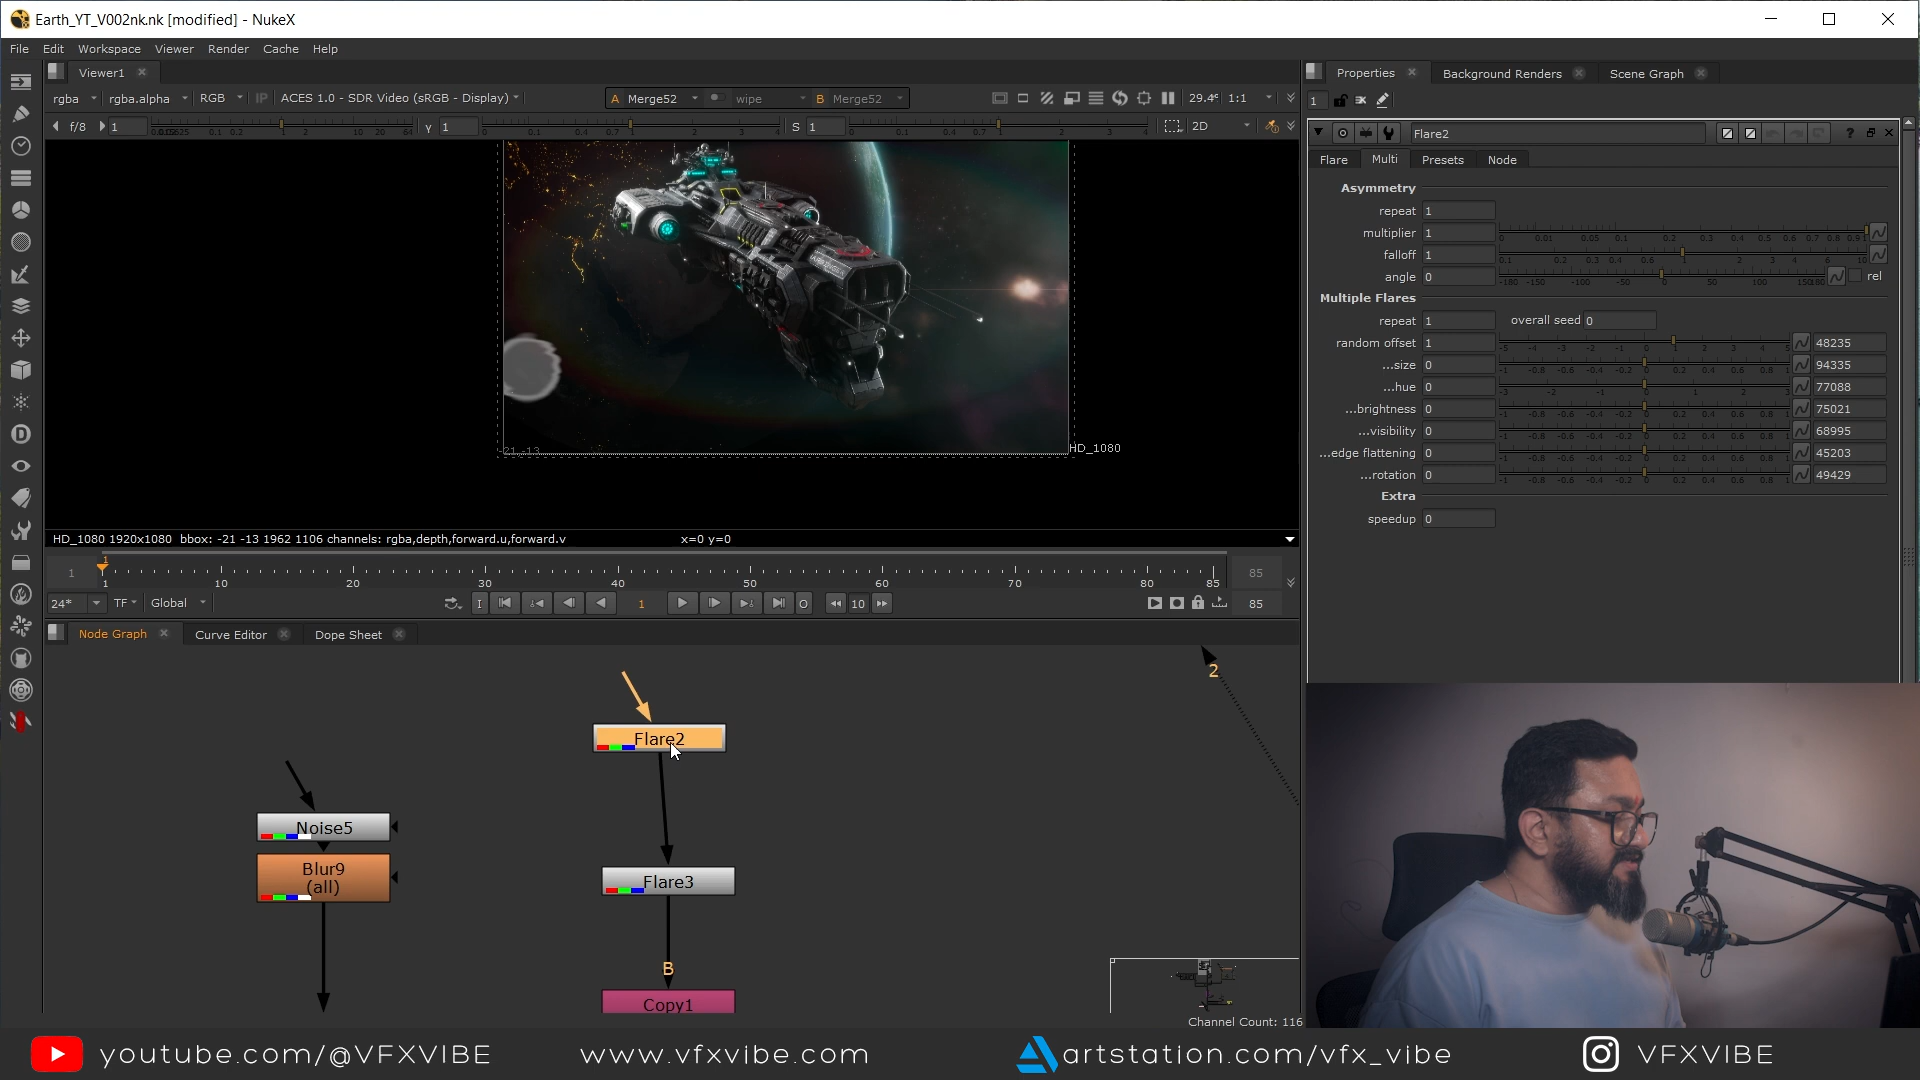 Earth_YT_V002nk.nk [modified] - NukeX
File Edit Workspace Viewer Render Cache Help
Viewer1
rgba rgba.alpha RGB IP ACES 1.0 - SDR Video (sRGB - Display) A Merge52 wipe B Merge52 29.4 1:1
f/8 1 γ 1 S 1 2D
HD_1080
-21,-13
HD_1080 1920x1080 bbox: -21 -13 1962 1106 channels: rgba,depth,forward.u,forward.v x=0 y=0
1 1 10 20 30 40 50 60 70 80 85 85
24* TF Global I 1 O 10 85
Node Graph Curve Editor Dope Sheet
2
Flare2
Noise5
Blur9
(all)
Flare3
B
Copy1
Channel Count: 116
Properties Background Renders Scene Graph
1
Flare2
Flare Multi Presets Node
Asymmetry
repeat 1
multiplier 1
falloff 1
angle 0 rel
Multiple Flares
repeat 1 overall seed 0
random offset 1 48235
...size 0 94335
...hue 0 77088
...brightness 0 75021
...visibility 0 68995
...edge flattening 0 45203
...rotation 0 49429
Extra
speedup 0
youtube.com/@VFXVIBE www.vfxvibe.com artstation.com/vfx_vibe VFXVIBE